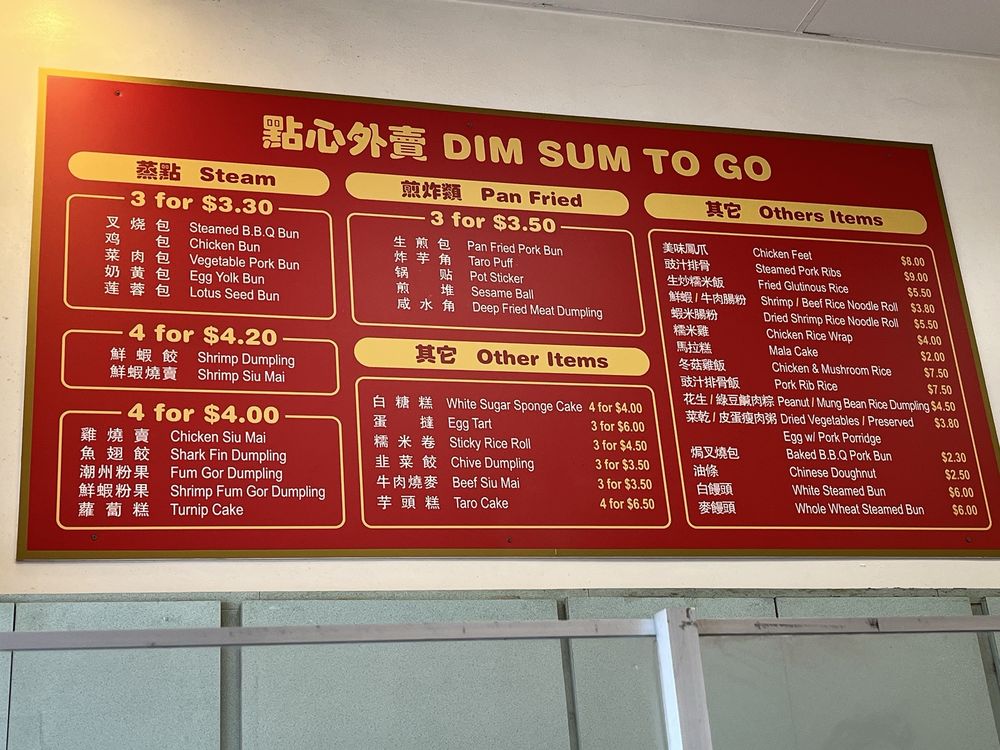 點心外賣 DIM SUM TO GO
蒸點 Steam
3 for $3.30
叉烧包 Steamed B.B.Q Bun
鸡包 Chicken Bun
菜肉包 Vegetable Pork Bun
奶黄包 Egg Yolk Bun
莲蓉包 Lotus Seed Bun
4 for $4.20
鮮蝦餃 Shrimp Dumpling
鮮蝦燒賣 Shrimp Siu Mai
4 for $4.00
雞燒賣 Chicken Siu Mai
魚翅餃 Shark Fin Dumpling
潮州粉果 Fum Gor Dumpling
鮮蝦粉果 Shrimp Fum Gor Dumpling
蘿蔔糕 Turnip Cake
煎炸類 Pan Fried
3 for $3.50
生煎包 Pan Fried Pork Bun
炸芋角 Taro Puff
锅贴 Pot Sticker
煎堆 Sesame Ball
咸水角 Deep Fried Meat Dumpling
其它 Other Items
白糖糕 White Sugar Sponge Cake 4 for $4.00
蛋撻 Egg Tart 3 for $6.00
糯米卷 Sticky Rice Roll 3 for $4.50
韭菜餃 Chive Dumpling 3 for $3.50
牛肉燒麥 Beef Siu Mai 3 for $3.50
芋頭糕 Taro Cake 4 for $6.50
其它 Others Items
美味鳳爪 Chicken Feet $8.00
豉汁排骨 Steamed Pork Ribs $9.00
生炒糯米飯 Fried Glutinous Rice $5.50
鮮蝦 / 牛肉腸粉 Shrimp / Beef Rice Noodle Roll $3.80
蝦米腸粉 Dried Shrimp Rice Noodle Roll $5.50
糯米雞 Chicken Rice Wrap $4.00
馬拉糕 Mala Cake $2.00
冬菇雞飯 Chicken & Mushroom Rice $7.50
豉汁排骨飯 Pork Rib Rice $7.50
花生 / 綠豆鹹肉粽 Peanut / Mung Bean Rice Dumpling $4.50
菜乾 / 皮蛋瘦肉粥 Dried Vegetables / Preserved $3.80
Egg w/ Pork Porridge
焗叉燒包 Baked B.B.Q Pork Bun $2.30
油條 Chinese Doughnut $2.50
白饅頭 White Steamed Bun $6.00
麥饅頭 Whole Wheat Steamed Bun $6.00